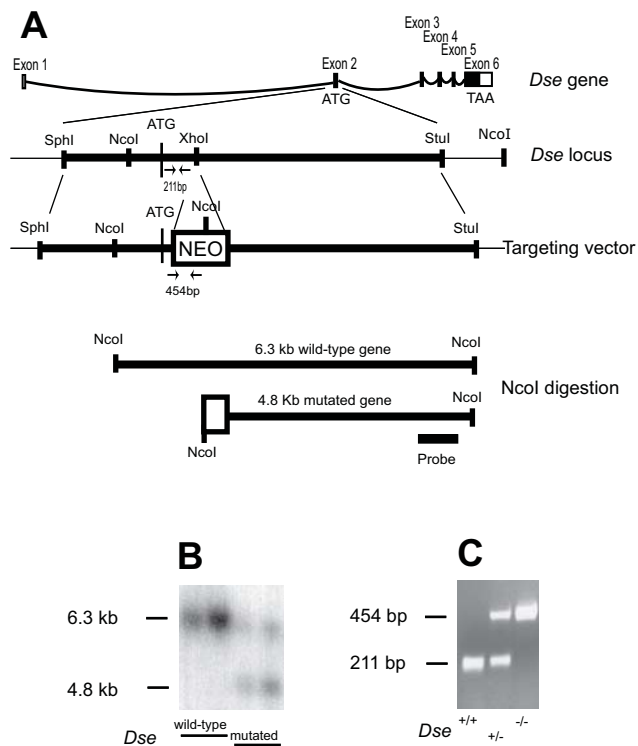 A
Exon 1
Exon 2
Exon 3
Exon 4
Exon 5
Exon 6
ATG
TAA
Dse gene
SphI
NcoI
ATG
XhoI
StuI
NcoI
Dse locus
211bp
SphI
NcoI
ATG
NcoI
NEO
StuI
Targeting vector
454bp
NcoI
6.3 kb wild-type gene
NcoI
NcoI digestion
4.8 Kb mutated gene
NcoI
NcoI
Probe
B
6.3 kb
4.8 kb
Dse
wild-type
mutated
C
454 bp
211 bp
Dse
+/+
+/-
-/-